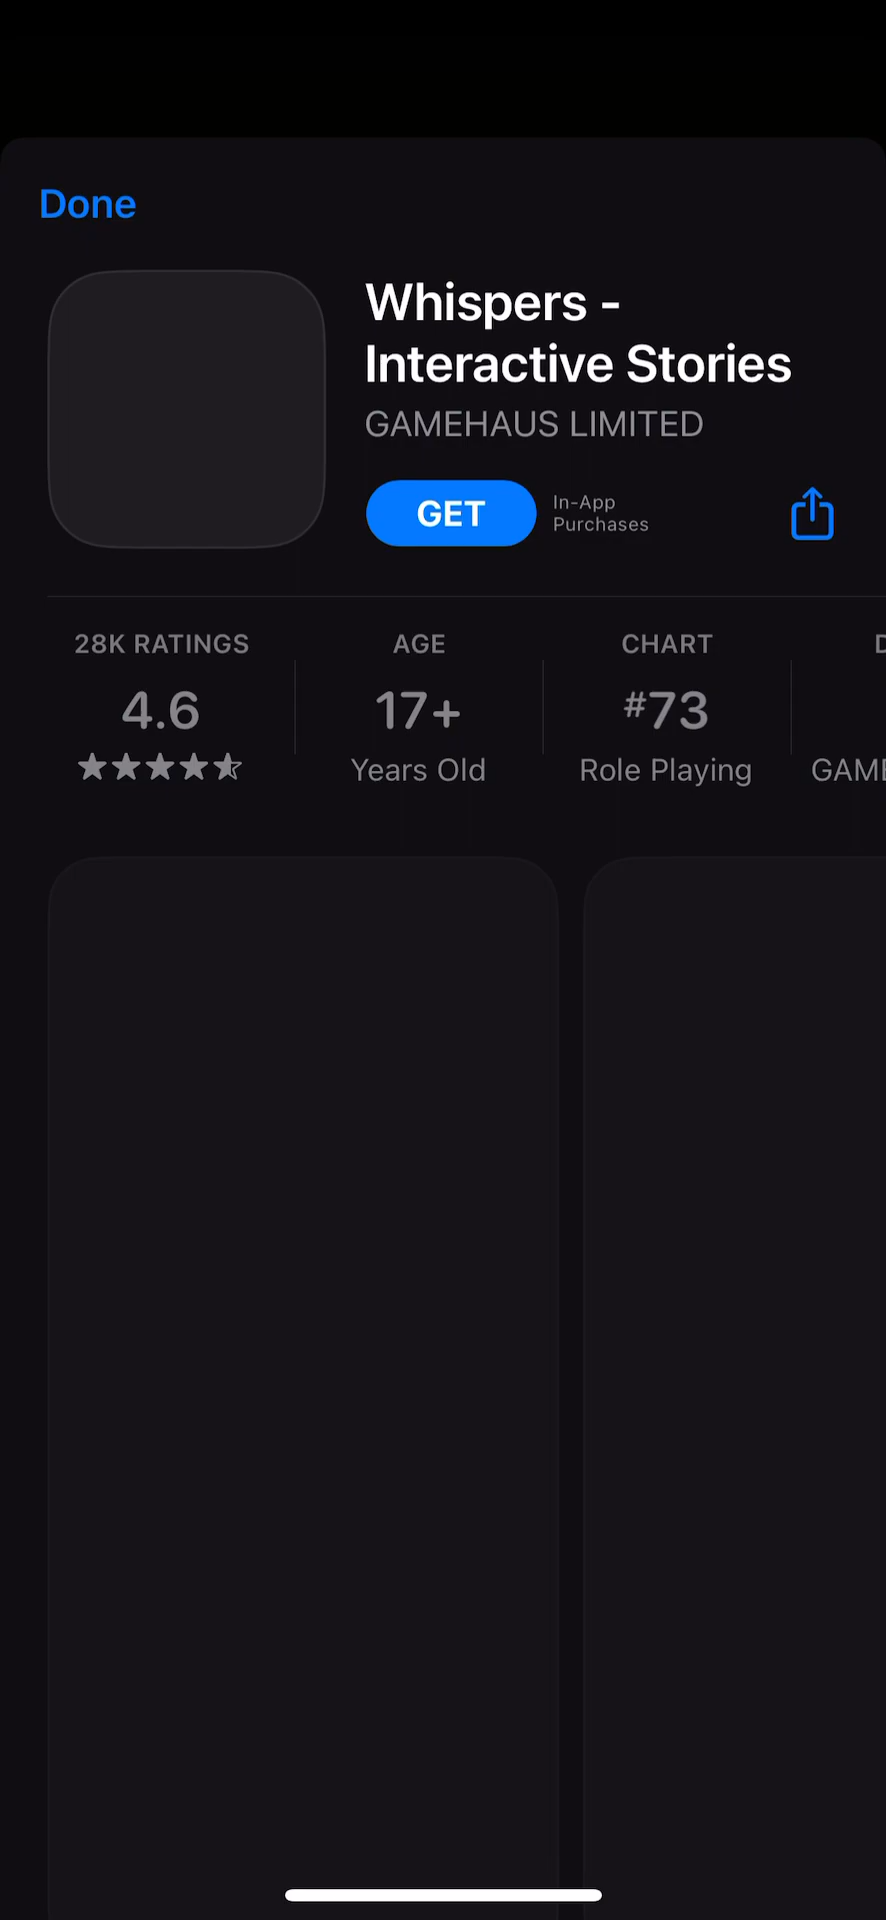 Done
Whispers -
Interactive Stories
GAMEHAUS LIMITED
GET
In-App
Purchases
28K RATINGS
4.6
AGE
17+
Years Old
CHART
#73
Role Playing